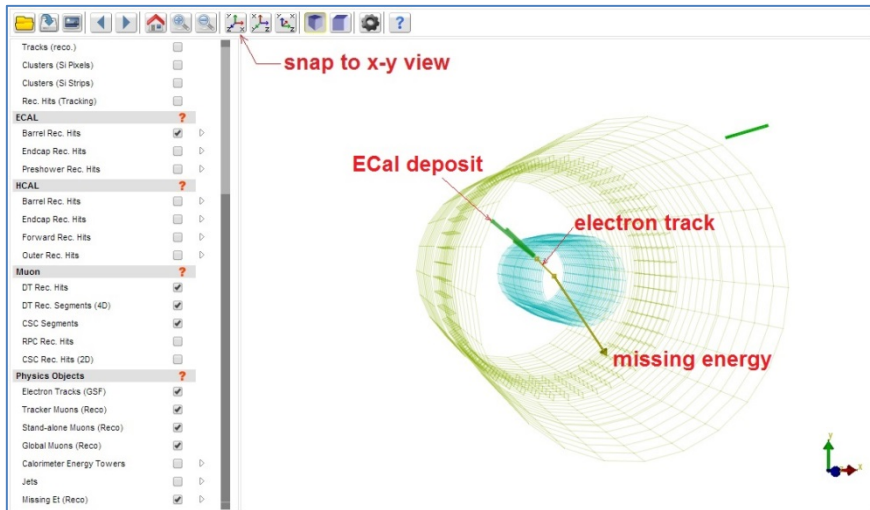 snap to x-y view
Tracks (reco.)
Clusters (Si Pixels)
Clusters (Si Strips)
Rec. Hits (Tracking)
ECAL ?
Barrel Rec. Hits
Endcap Rec. Hits
Preshower Rec. Hits
HCAL ?
Barrel Rec. Hits
Endcap Rec. Hits
Forward Rec. Hits
Outer Rec. Hits
Muon ?
DT Rec. Hits
DT Rec. Segments (4D)
CSC Segments
RPC Rec. Hits
CSC Rec. Hits (2D)
Physics Objects ?
Electron Tracks (GSF)
Tracker Muons (Reco)
Stand-alone Muons (Reco)
Global Muons (Reco)
Calorimeter Energy Towers
Jets
Missing Et (Reco)
ECal deposit
electron track
missing energy
y
x